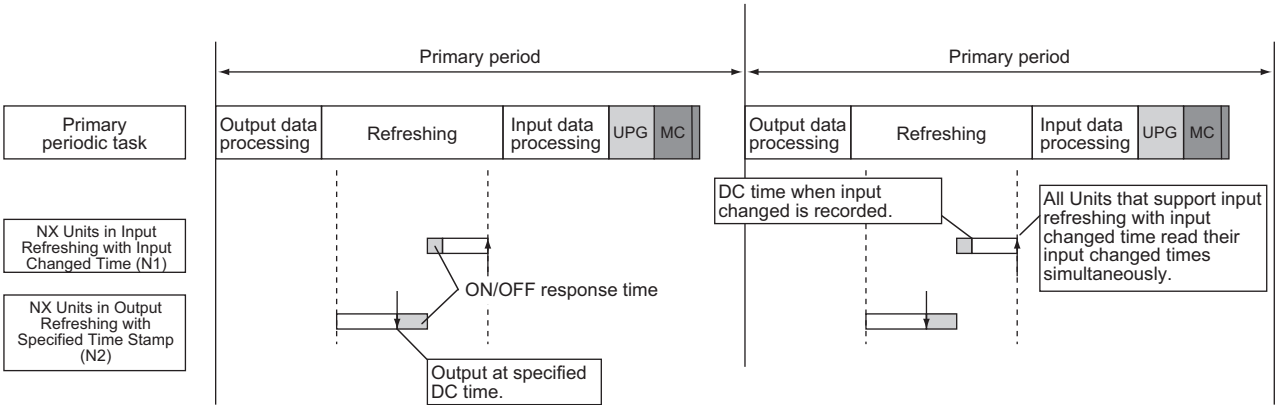 Primary period
Primary period
Primary
periodic task
Output data
processing
Refreshing
Input data
processing
UPG
MC
Output data
processing
Refreshing
Input data
processing
UPG
MC
DC time when input
changed is recorded.
All Units that support input
refreshing with input
changed time read their
input changed times
simultaneously.
NX Units in Input
Refreshing with Input
Changed Time (N1)
ON/OFF response time
NX Units in Output
Refreshing with
Specified Time Stamp
(N2)
Output at specified
DC time.